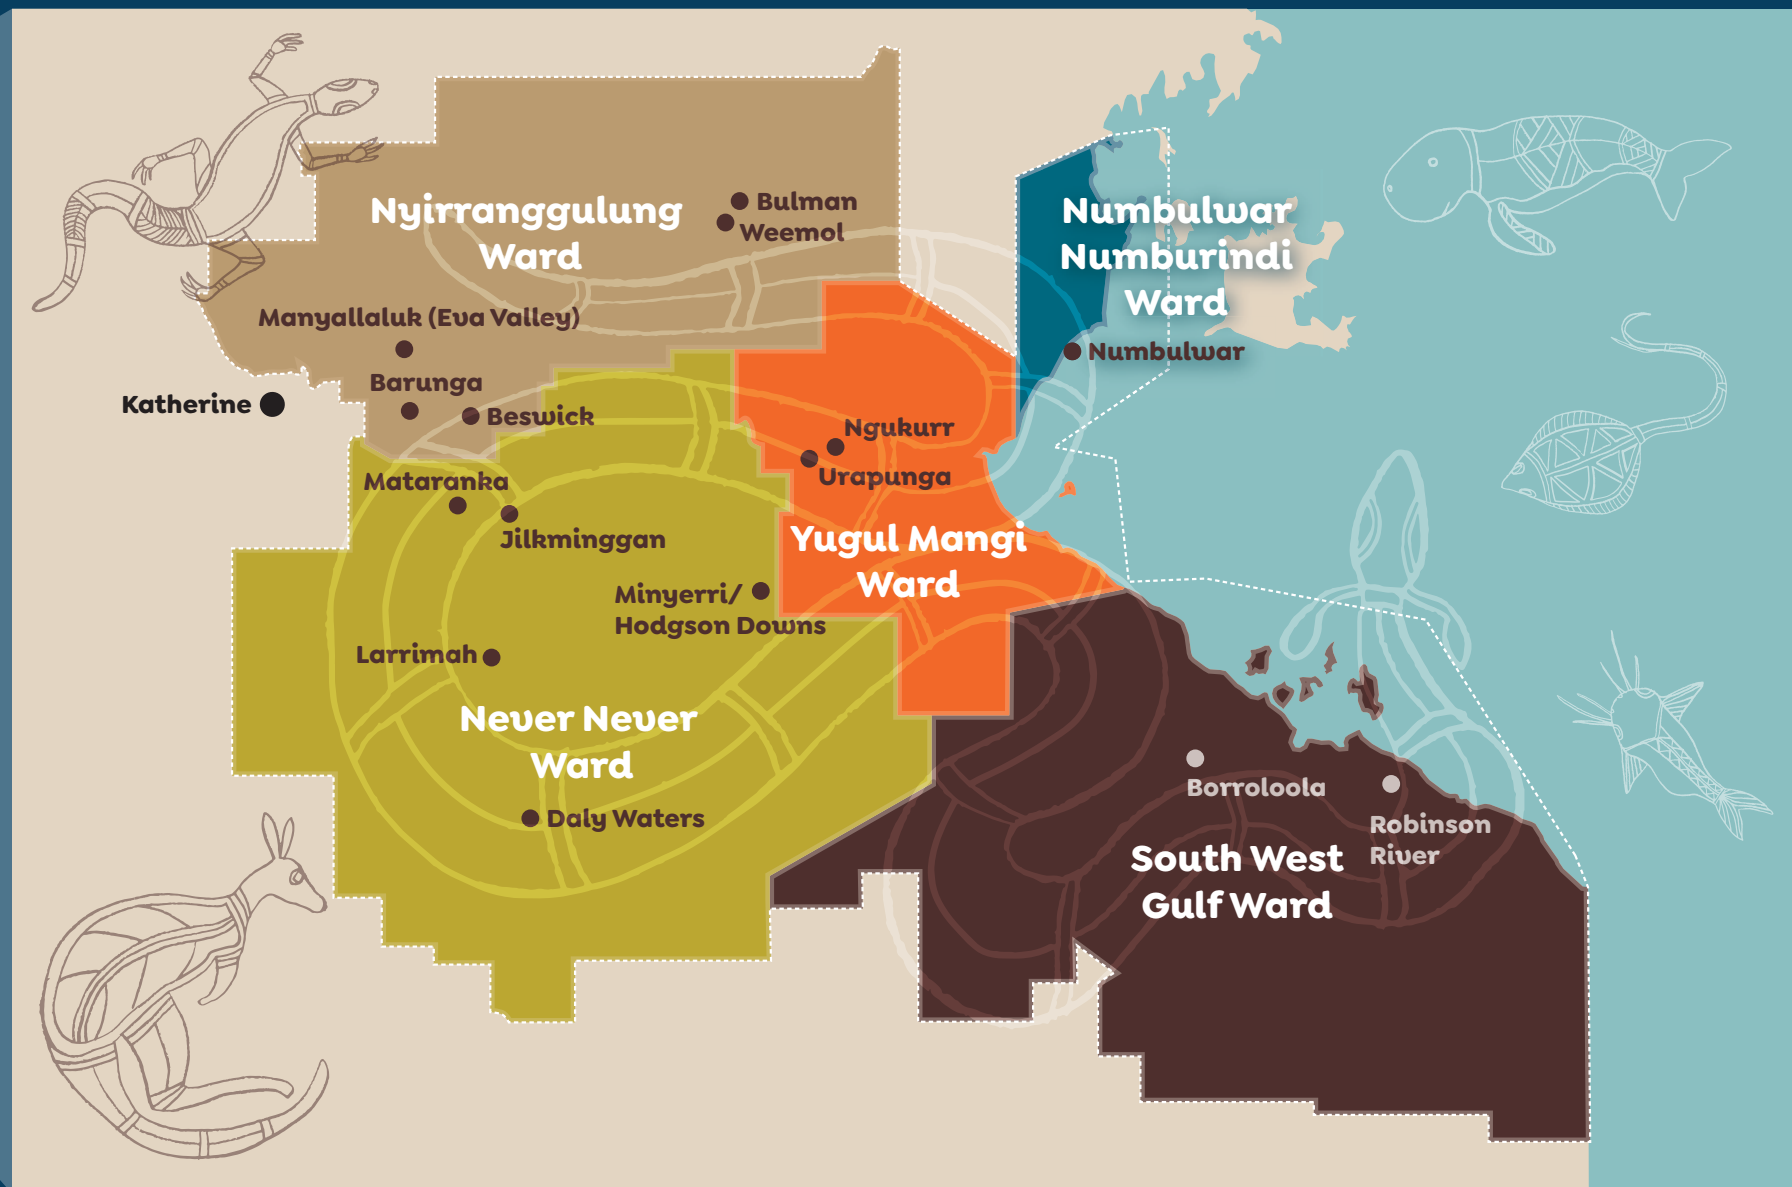 Nyirranggulung
Ward
Bulman
Weemol
Numbulwar
Numburindi
Ward
Manyallaluk (Eva Valley)
Numbulwar
Barunga
Katherine
Beswick
Ngukurr
Urapunga
Mataranka
Jilkminggan
Yugul Mangi
Ward
Minyerri/
Hodgson Downs
Larrimah
Never Never
Ward
Daly Waters
Borroloola
Robinson
River
South West
Gulf Ward